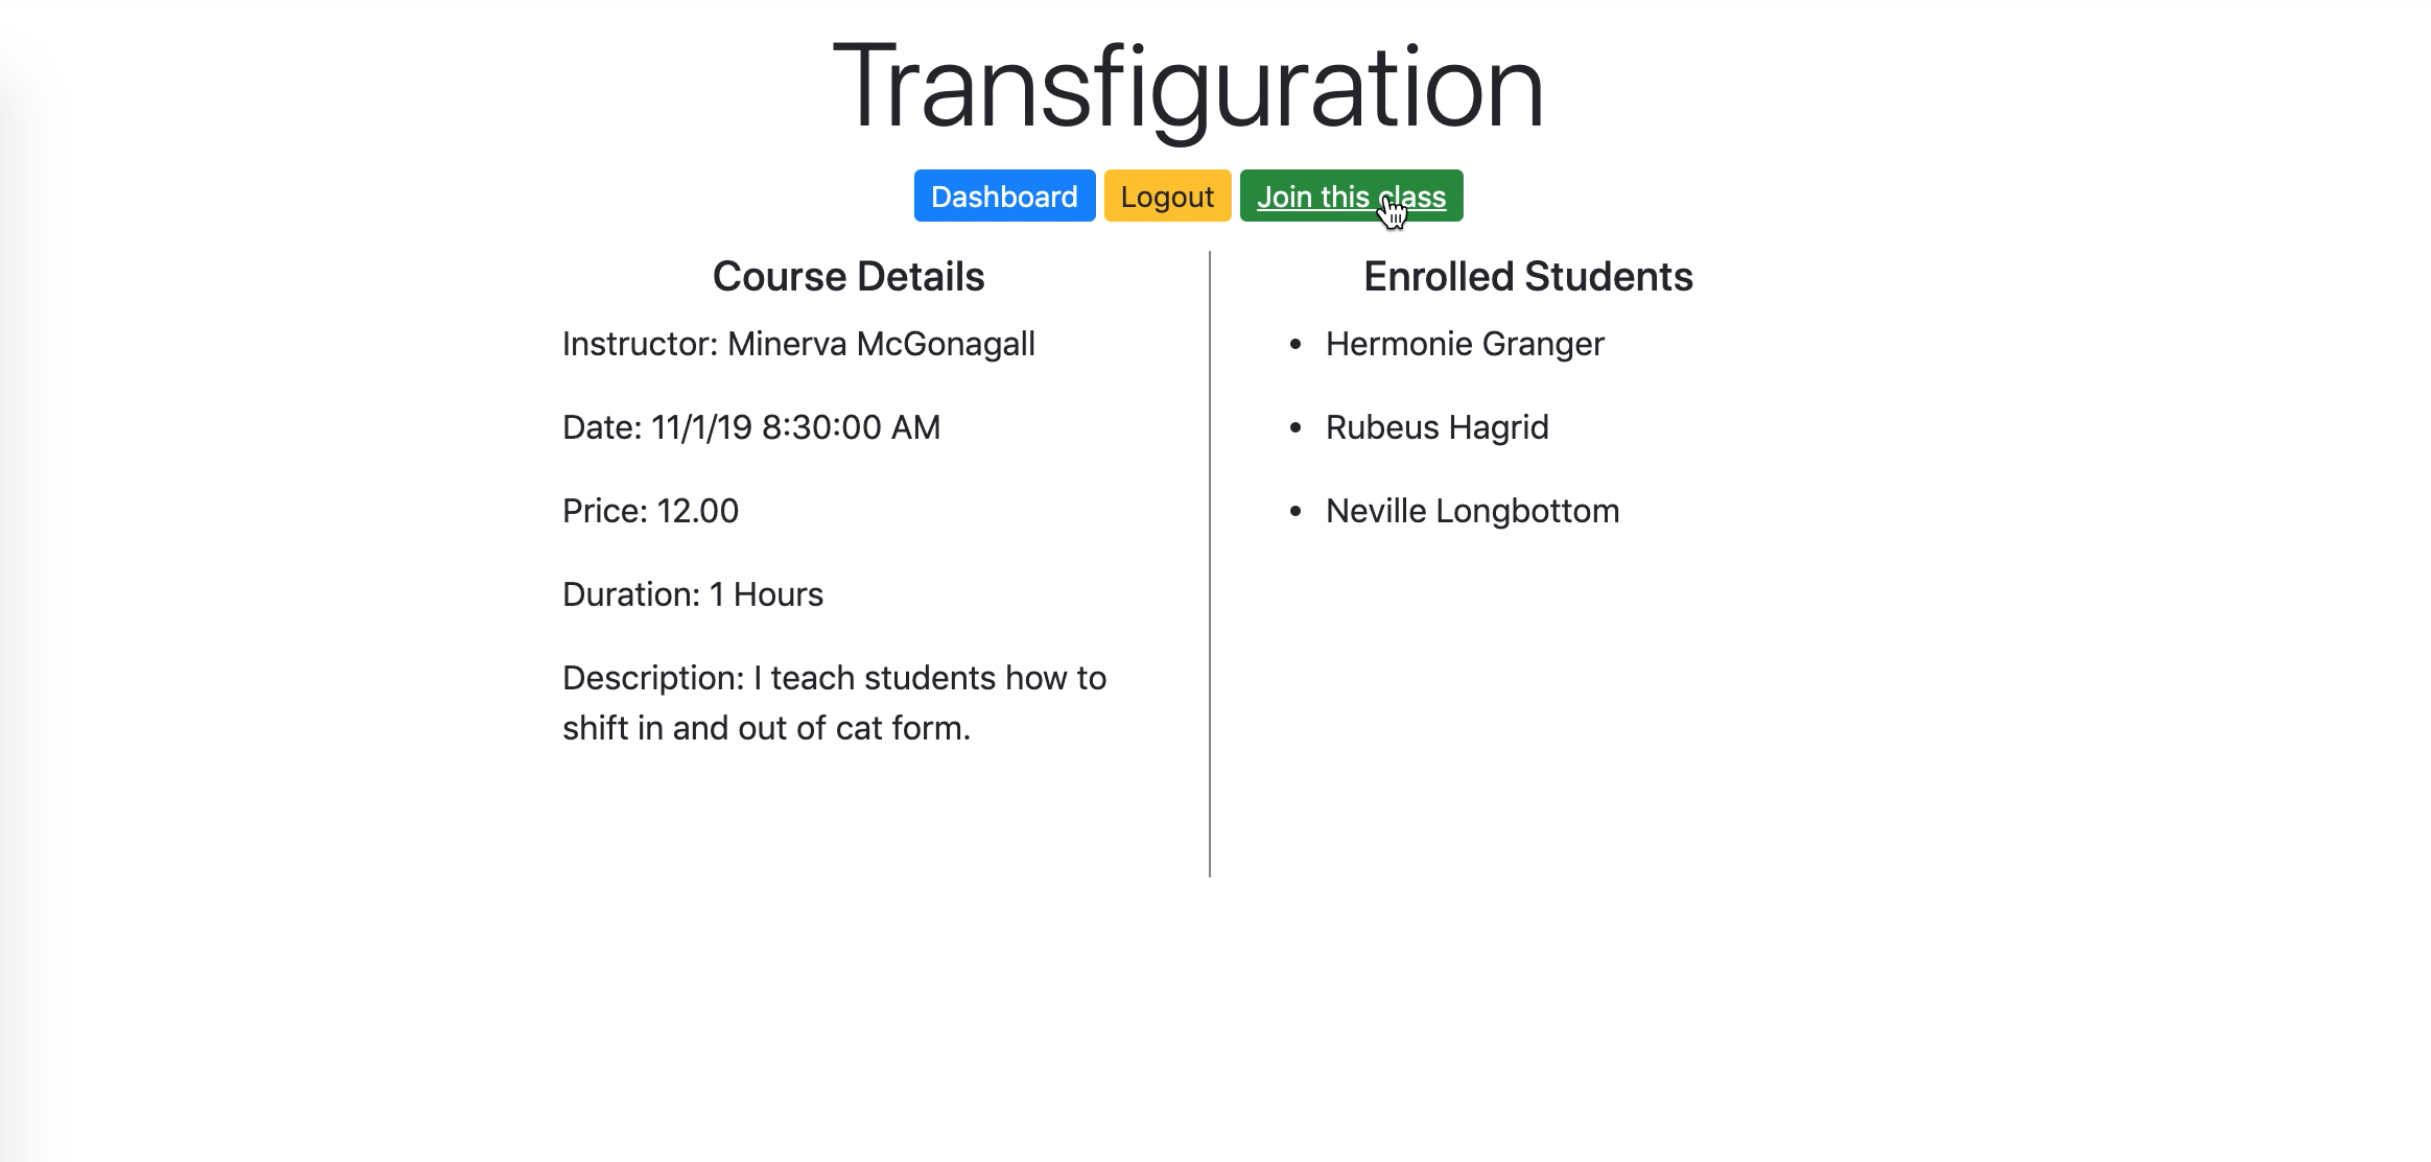 Transfiguration
Dashboard Logout Join this class
Course Details
Instructor: Minerva McGonagall
Date: 11/1/19 8:30:00 AM
Price: 12.00
Duration: 1 Hours
Description: I teach students how to
shift in and out of cat form.
Enrolled Students
• Hermonie Granger
• Rubeus Hagrid
• Neville Longbottom